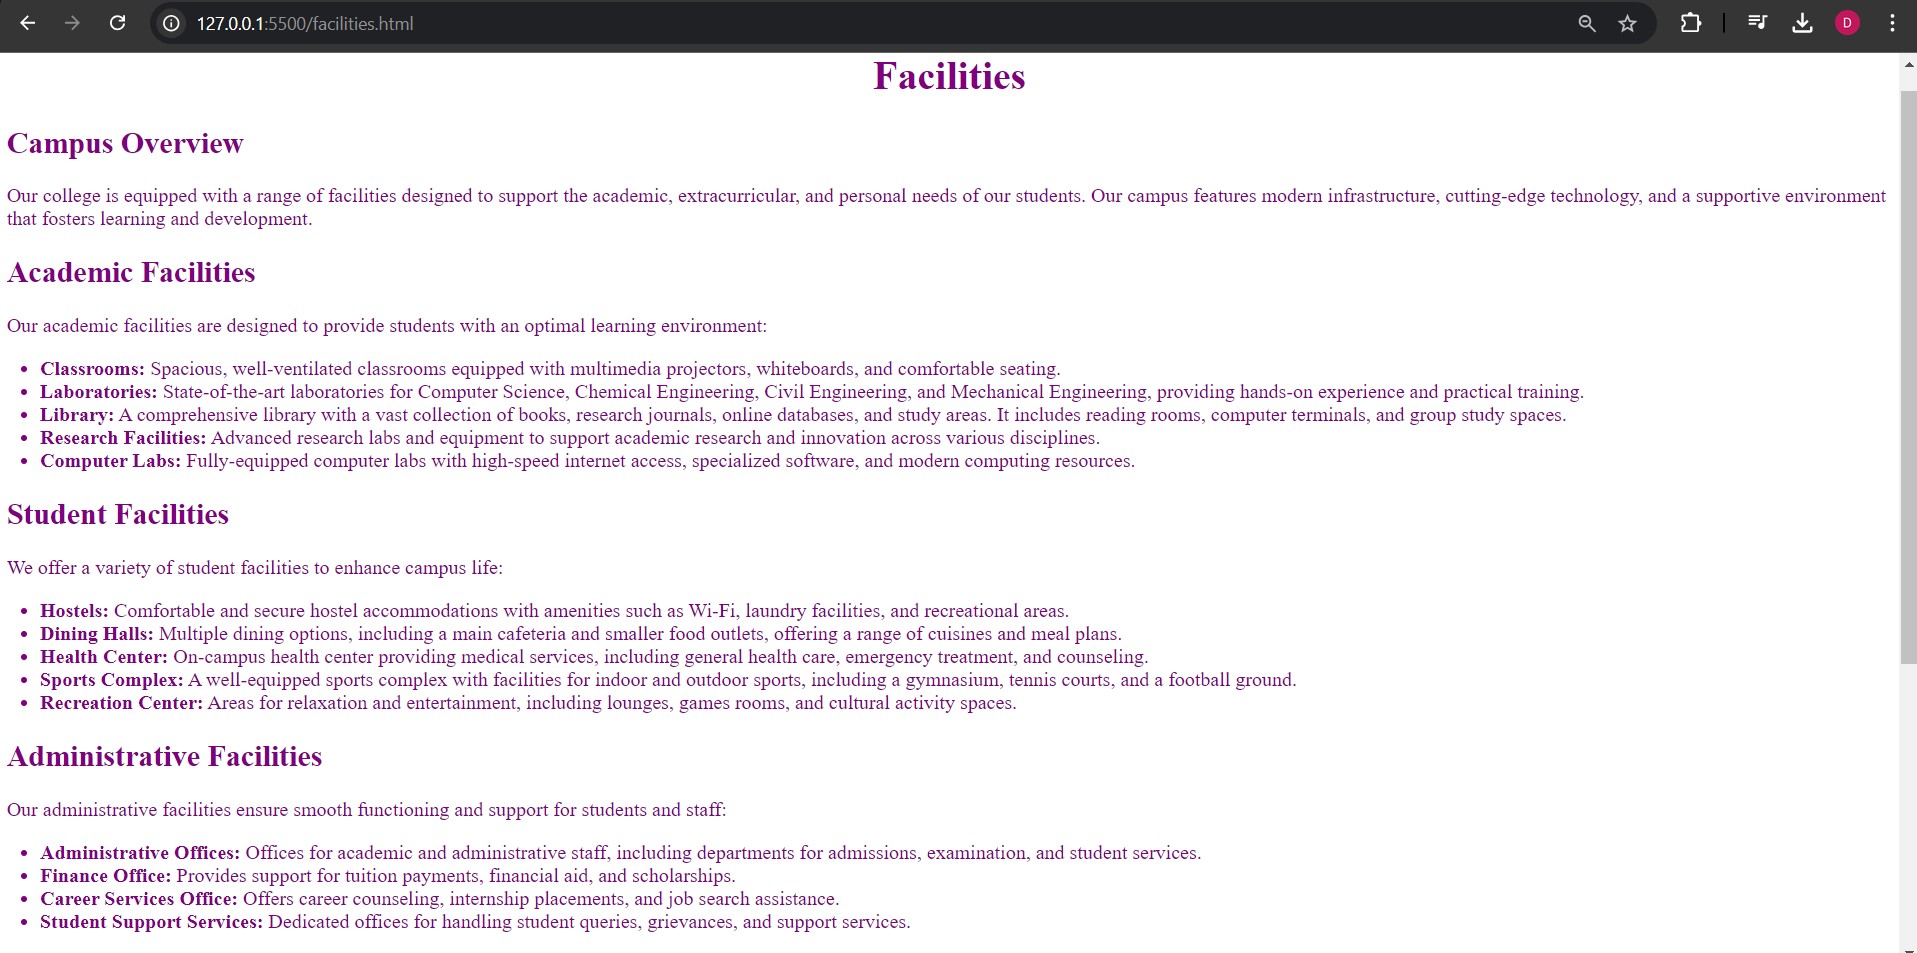 127.0.0.1:5500/facilities.html
D
Facilities
Campus Overview
Our college is equipped with a range of facilities designed to support the academic, extracurricular, and personal needs of our students. Our campus features modern infrastructure, cutting-edge technology, and a supportive environment
that fosters learning and development.
Academic Facilities
Our academic facilities are designed to provide students with an optimal learning environment:
• Classrooms: Spacious, well-ventilated classrooms equipped with multimedia projectors, whiteboards, and comfortable seating.
• Laboratories: State-of-the-art laboratories for Computer Science, Chemical Engineering, Civil Engineering, and Mechanical Engineering, providing hands-on experience and practical training.
• Library: A comprehensive library with a vast collection of books, research journals, online databases, and study areas. It includes reading rooms, computer terminals, and group study spaces.
• Research Facilities: Advanced research labs and equipment to support academic research and innovation across various disciplines.
• Computer Labs: Fully-equipped computer labs with high-speed internet access, specialized software, and modern computing resources.
Student Facilities
We offer a variety of student facilities to enhance campus life:
• Hostels: Comfortable and secure hostel accommodations with amenities such as Wi-Fi, laundry facilities, and recreational areas.
• Dining Halls: Multiple dining options, including a main cafeteria and smaller food outlets, offering a range of cuisines and meal plans.
• Health Center: On-campus health center providing medical services, including general health care, emergency treatment, and counseling.
• Sports Complex: A well-equipped sports complex with facilities for indoor and outdoor sports, including a gymnasium, tennis courts, and a football ground.
• Recreation Center: Areas for relaxation and entertainment, including lounges, games rooms, and cultural activity spaces.
Administrative Facilities
Our administrative facilities ensure smooth functioning and support for students and staff:
• Administrative Offices: Offices for academic and administrative staff, including departments for admissions, examination, and student services.
• Finance Office: Provides support for tuition payments, financial aid, and scholarships.
• Career Services Office: Offers career counseling, internship placements, and job search assistance.
• Student Support Services: Dedicated offices for handling student queries, grievances, and support services.